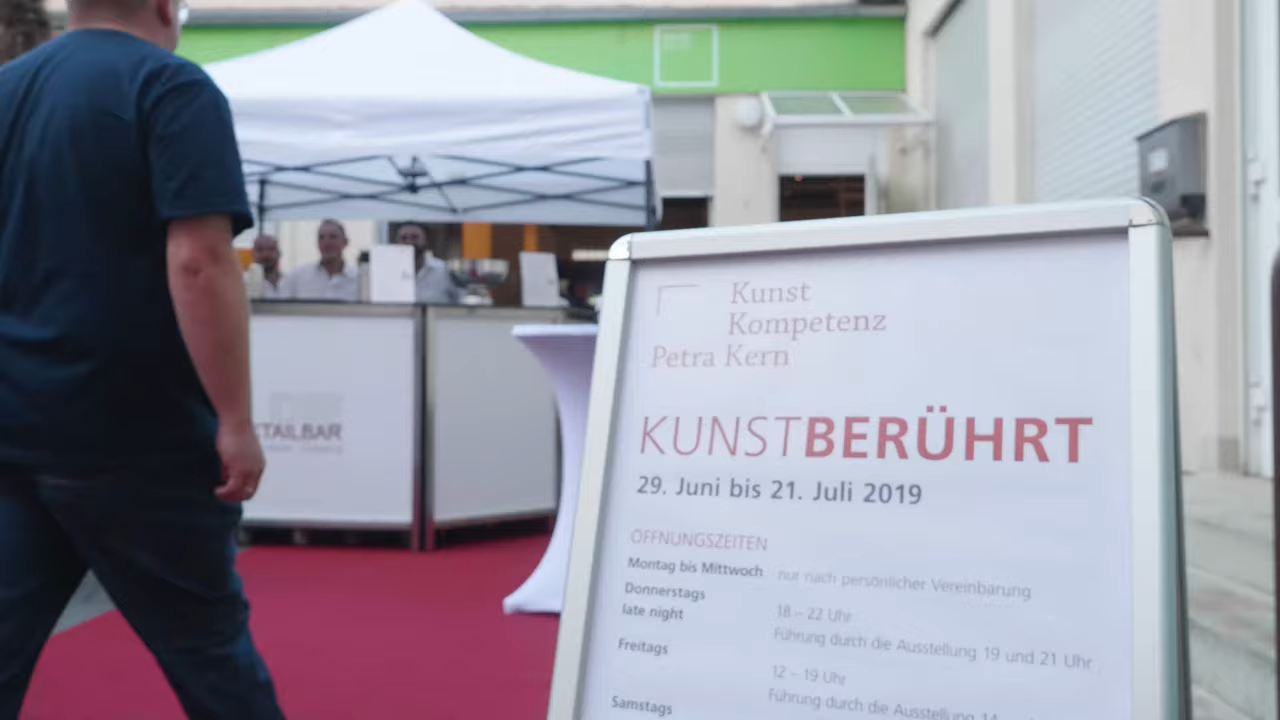 Kunst
Kompetenz
Petra Kern
KUNSTBERÜHRT
29. Juni bis 21. Juli 2019
ÖFFNUNGSZEITEN
Montag bis Mittwoch nur nach persönlicher Vereinbarung
Donnerstags
late night 18 – 22 Uhr
Führung durch die Ausstellung 19 und 21 Uhr
Freitags
12 – 19 Uhr
Führung durch die Ausstellung 14
Samstags
TAILBAR